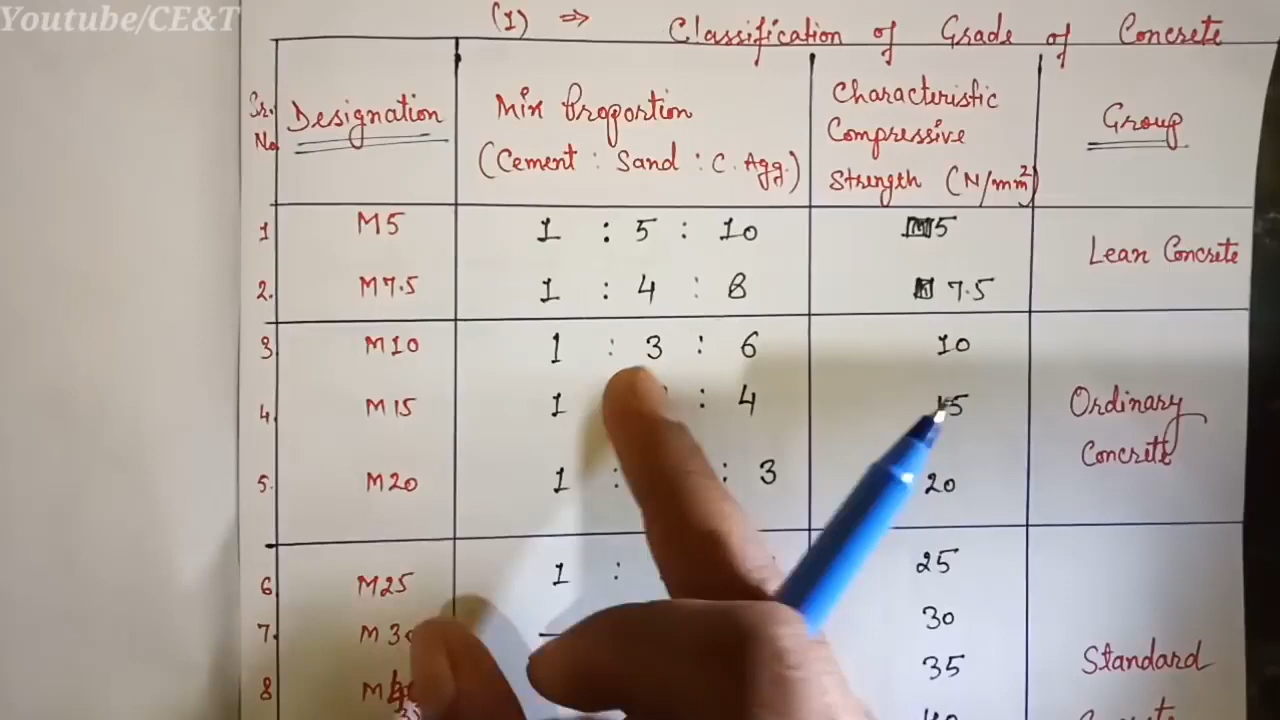 Youtube/CE&T
(1) ⇒ Classification of Grade of Concrete
Sr. No. Designation Mix Proportion (Cement : Sand : C. Agg.) Characteristic Compressive Strength (N/mm²) Group
1 M5 1 : 5 : 10 5 Lean Concrete
2. M7.5 1 : 4 : 8 7.5
3 M10 1 : 3 : 6 10
4. M15 1 : 4 15 Ordinary Concrete
5. M20 1 : : 3 20
6 M25 1 : 25
7. 30
8 35 Standard